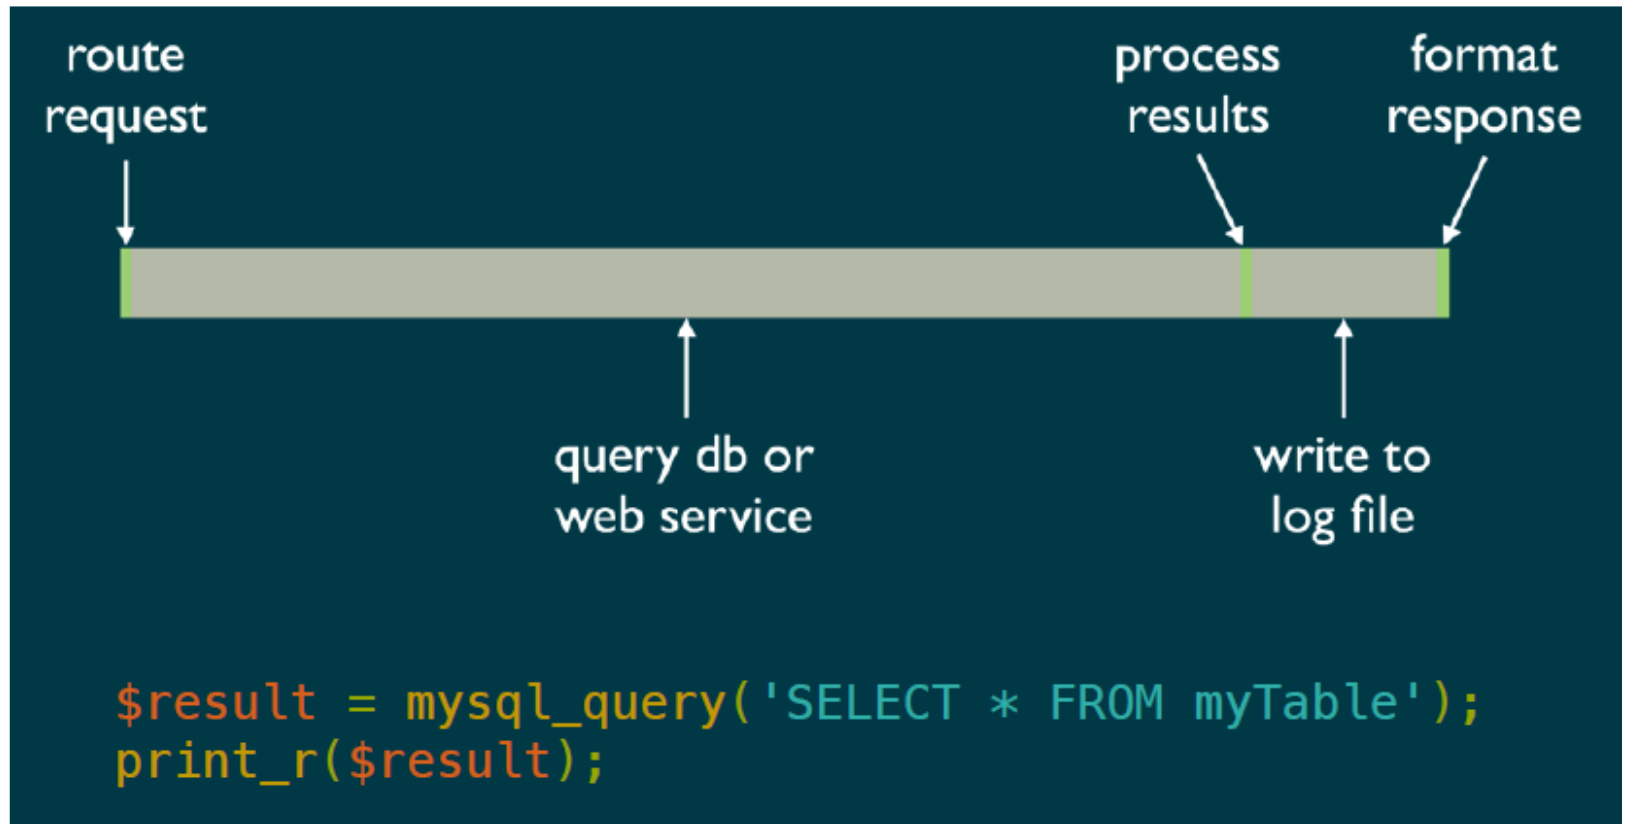 route
request
process
results
format
response
query db or
web service
write to
log file
$result = mysql_query('SELECT * FROM myTable');
print_r($result);